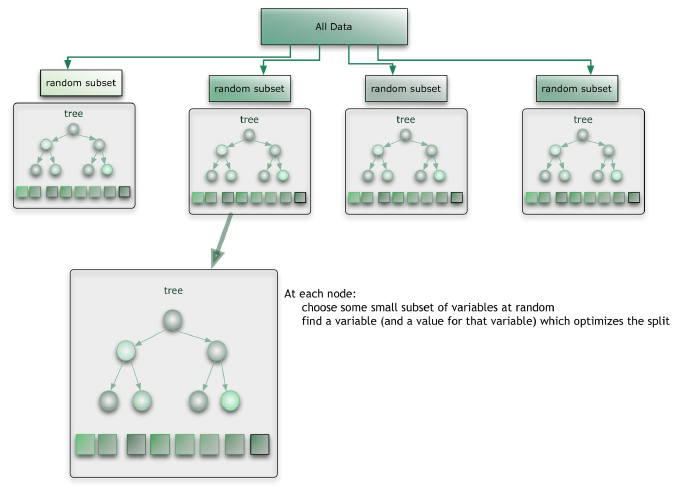 All Data
random subset
random subset
random subset
random subset
tree
tree
tree
tree
tree
At each node:
choose some small subset of variables at random
find a variable (and a value for that variable) which optimizes the split